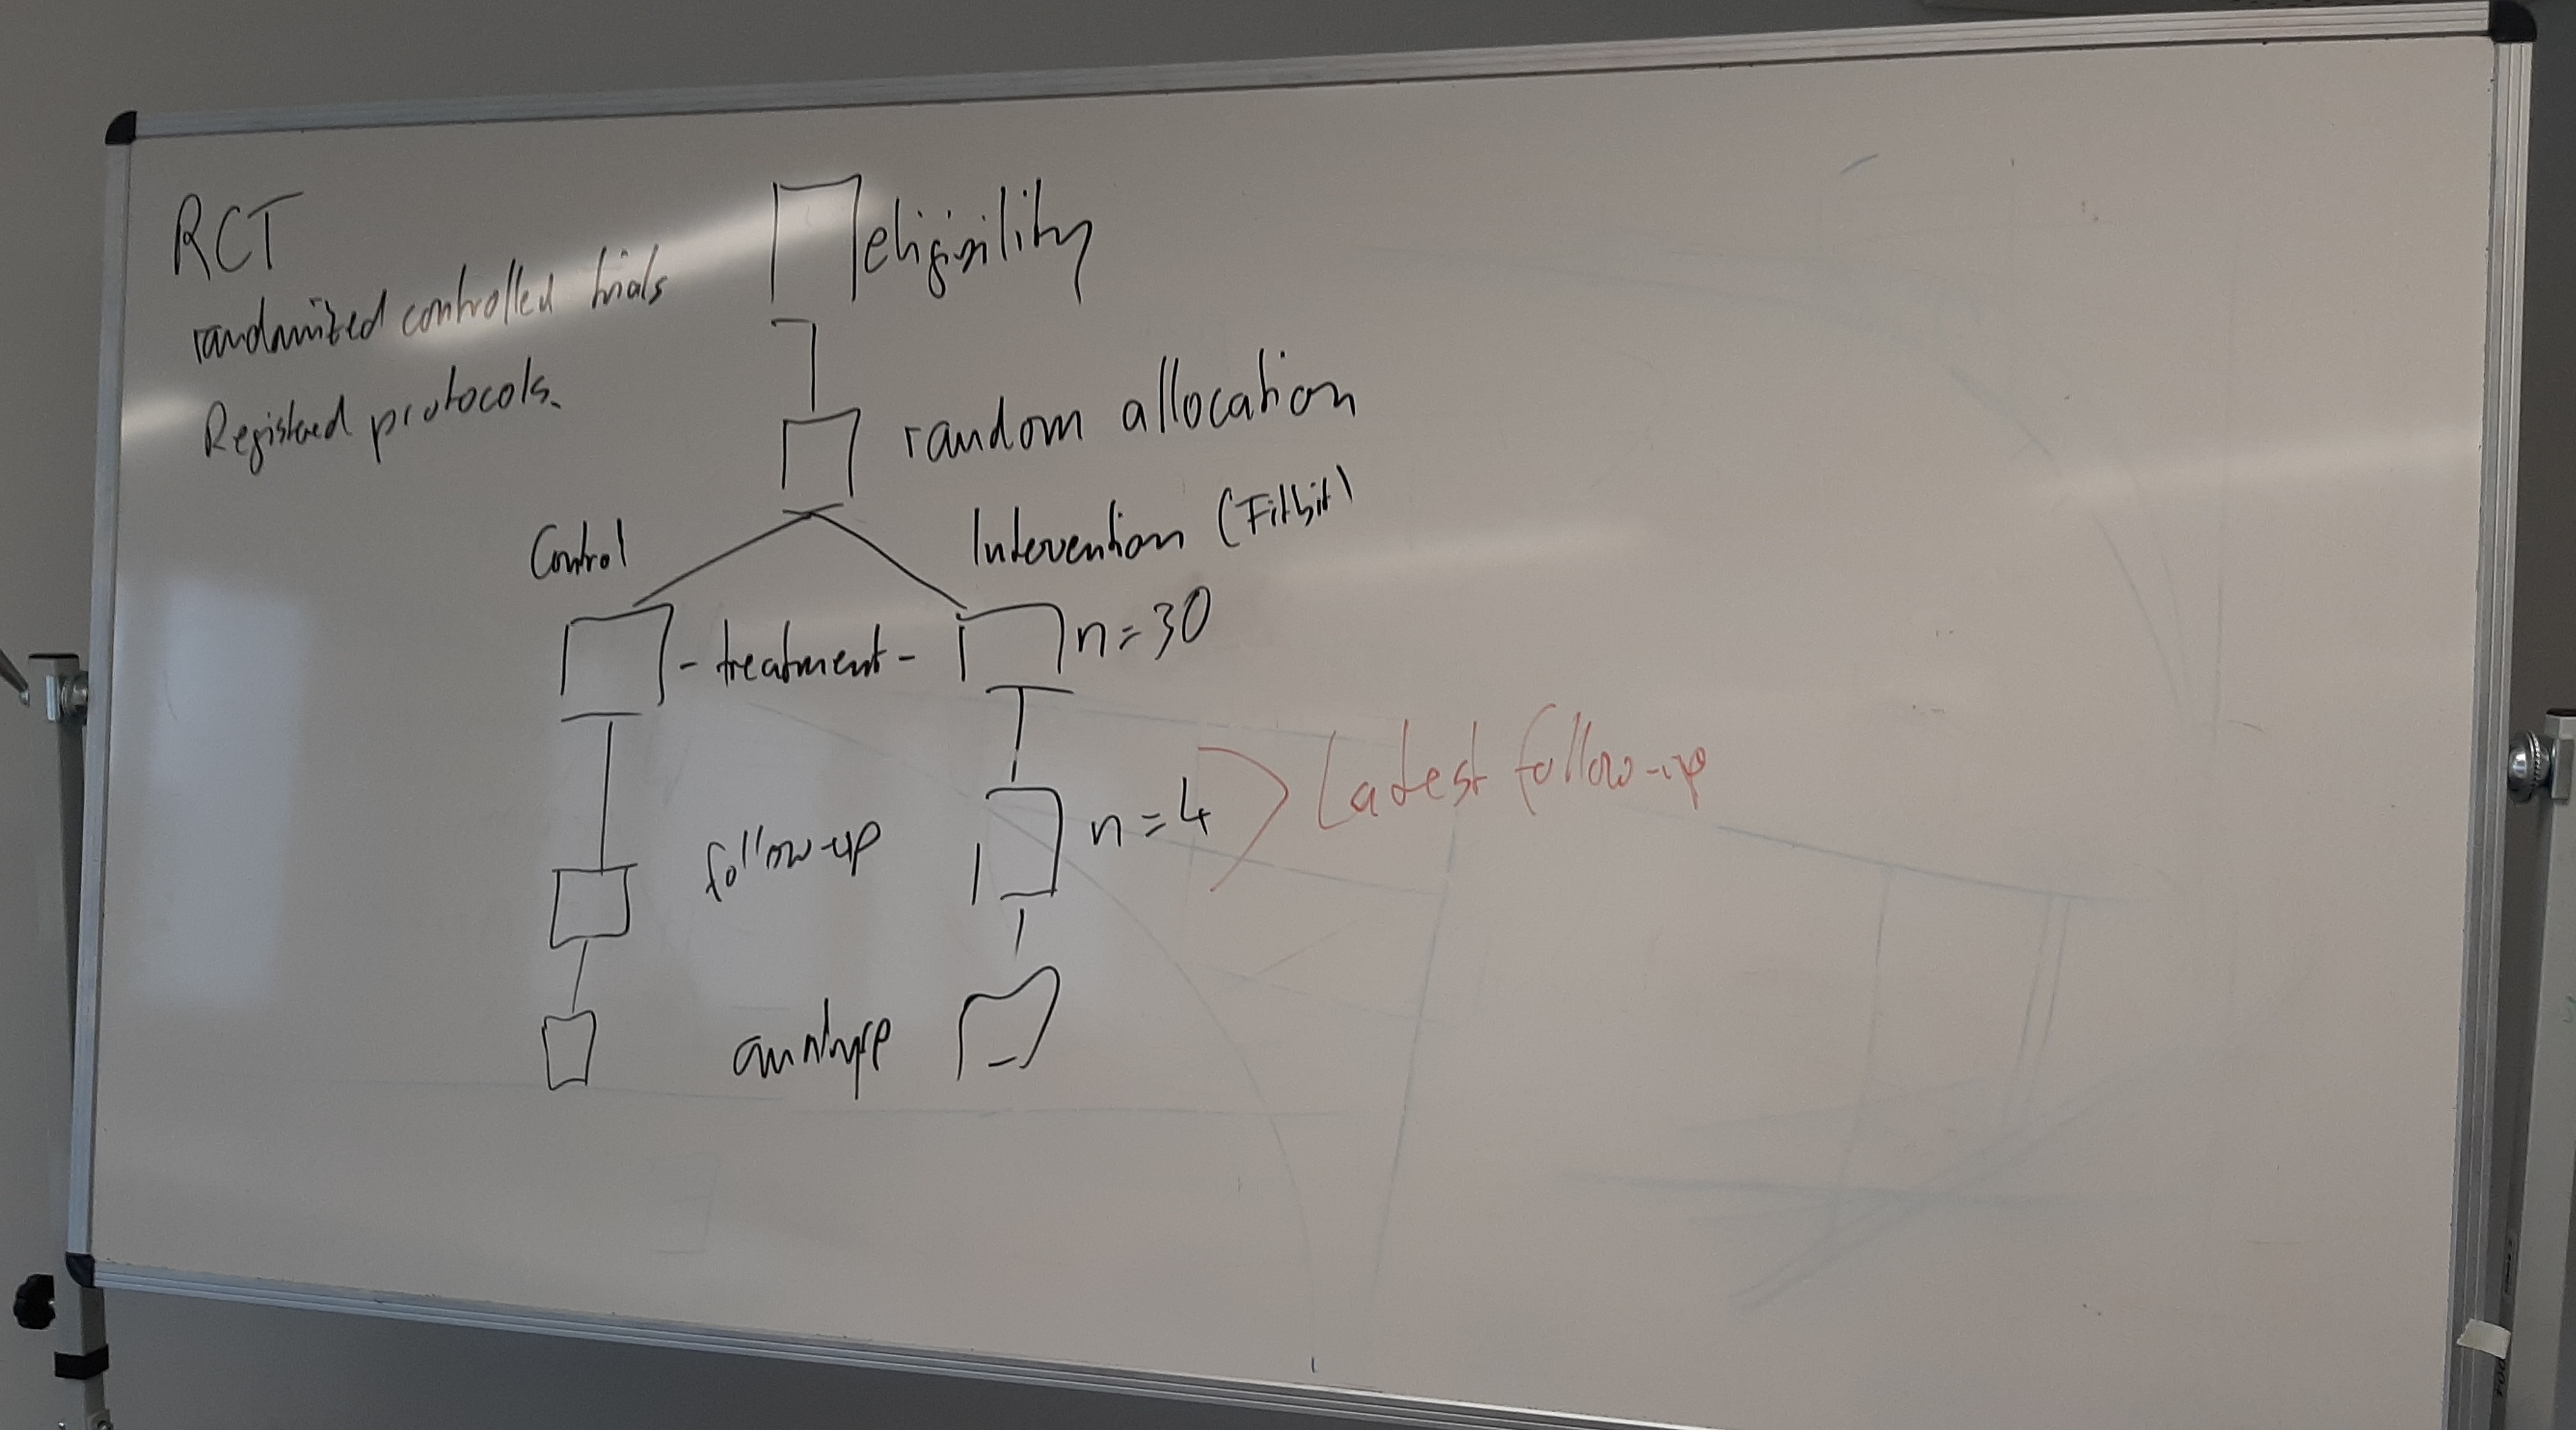 RCT
randomized controlled trials
Registered protocols.
eligibility
random allocation
Control
Intervention (Fitbit)
- treatment -
n=30
follow-up
n=4
Latest follow-up